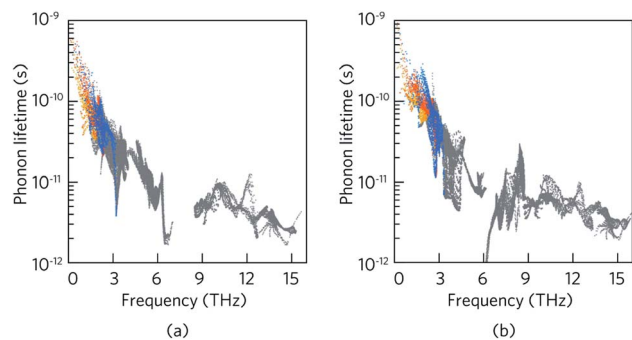 10⁻⁹
10⁻¹⁰
10⁻¹¹
10⁻¹²
Phonon lifetime (s)
0 3 6 9 12 15
Frequency (THz)
(a)
10⁻⁹
10⁻¹⁰
10⁻¹¹
10⁻¹²
Phonon lifetime (s)
0 3 6 9 12 15
Frequency (THz)
(b)